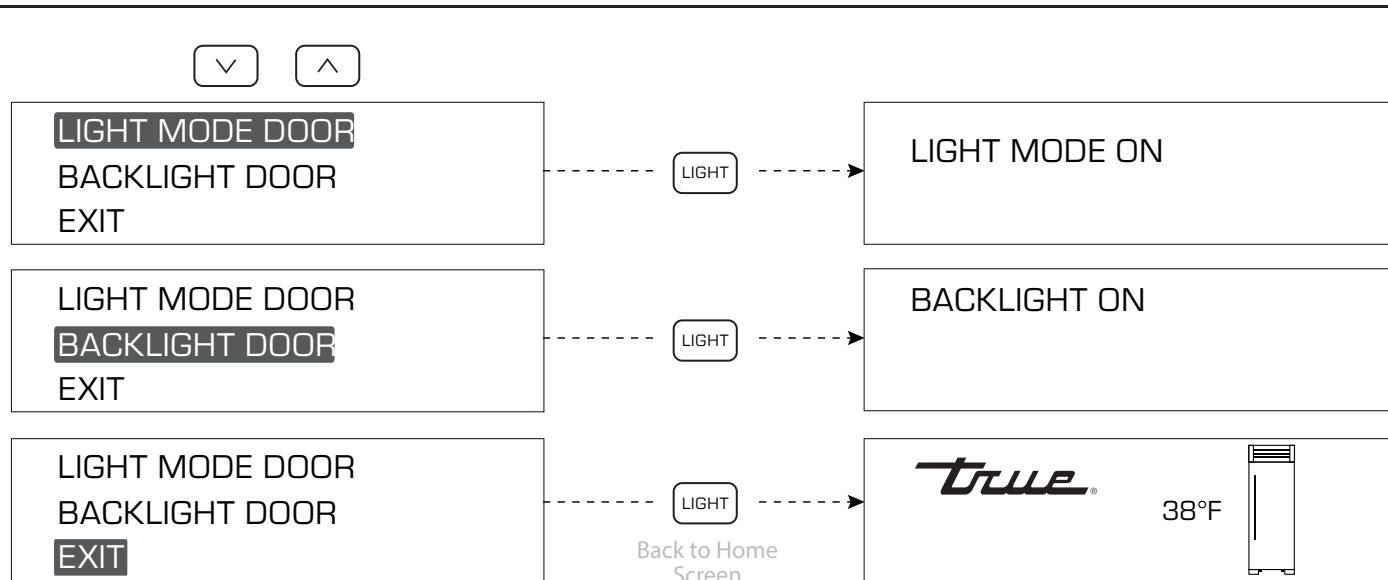 LIGHT MODE DOOR
BACKLIGHT DOOR
EXIT
LIGHT
LIGHT MODE ON
LIGHT MODE DOOR
BACKLIGHT DOOR
EXIT
LIGHT
BACKLIGHT ON
LIGHT MODE DOOR
BACKLIGHT DOOR
EXIT
LIGHT
Back to Home
Screen
true®
38°F